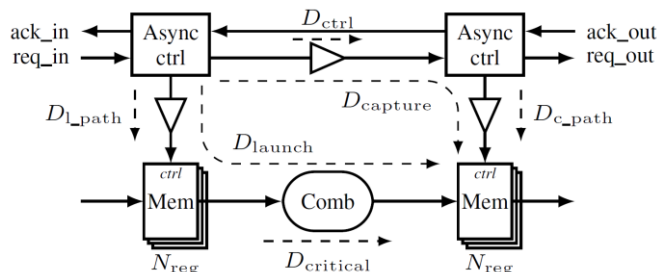 D_ctrl
ack_in
Async
ctrl
Async
ctrl
ack_out
req_in
req_out
D_l_path
D_capture
D_c_path
D_launch
ctrl
Mem
Comb
ctrl
Mem
N_reg
D_critical
N_reg